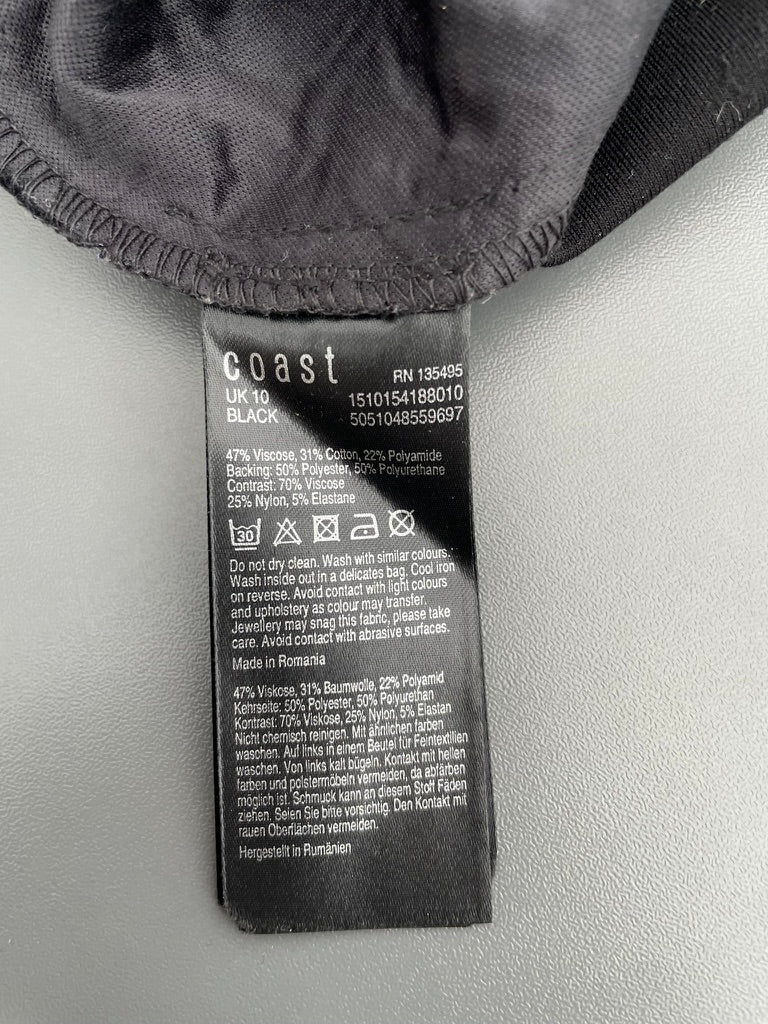 coast
RN 135495
UK 10 1510154188010
BLACK 5051048559697
47% Viscose, 31% Cotton, 22% Polyamide
Backing: 50% Polyester, 50% Polyurethane
Contrast: 70% Viscose
25% Nylon, 5% Elastane
30
Do not dry clean. Wash with similar colours.
Wash inside out in a delicates bag. Cool iron
on reverse. Avoid contact with light colours
and upholstery as colour may transfer.
Jewellery may snag this fabric, please take
care. Avoid contact with abrasive surfaces.
Made in Romania
47% Viskose, 31% Baumwolle, 22% Polyamid
Kehrseite: 50% Polyester, 50% Polyurethan
Kontrast: 70% Viskose, 25% Nylon, 5% Elastan
Nicht chemisch reinigen. Mit ähnlichen farben
waschen. Auf links in einem Beutel für Feintextilien
waschen. Von links kalt bügeln. Kontakt mit hellen
farben und polstermöbeln vermeiden, da abfärben
möglich ist. Schmuck kann an diesem Stoff Fäden
ziehen. Seien Sie bitte vorsichtig. Den Kontakt mit
rauen Oberflächen vermeiden.
Hergestellt in Rumänien